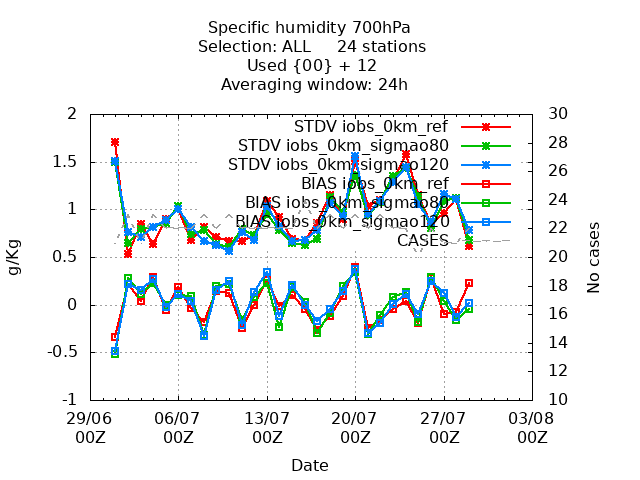 Specific humidity 700hPa
Selection: ALL 24 stations
Used {00} + 12
Averaging window: 24h
2 30
STDV iobs_0km_ref
28
STDV iobs_0km_sigmao80
1.5
STDV iobs_0km_sigmao120
26
BIAS iobs_0km_ref
1 24
BIAS iobs_0km_sigmao80
BIAS iobs_0km_sigmao120
22
CASES
0.5 20
g/Kg
No cases
18
0
16
-0.5 14
12
-1 10
29/06 06/07 13/07 20/07 27/07 03/08
00Z 00Z 00Z 00Z 00Z 00Z
Date